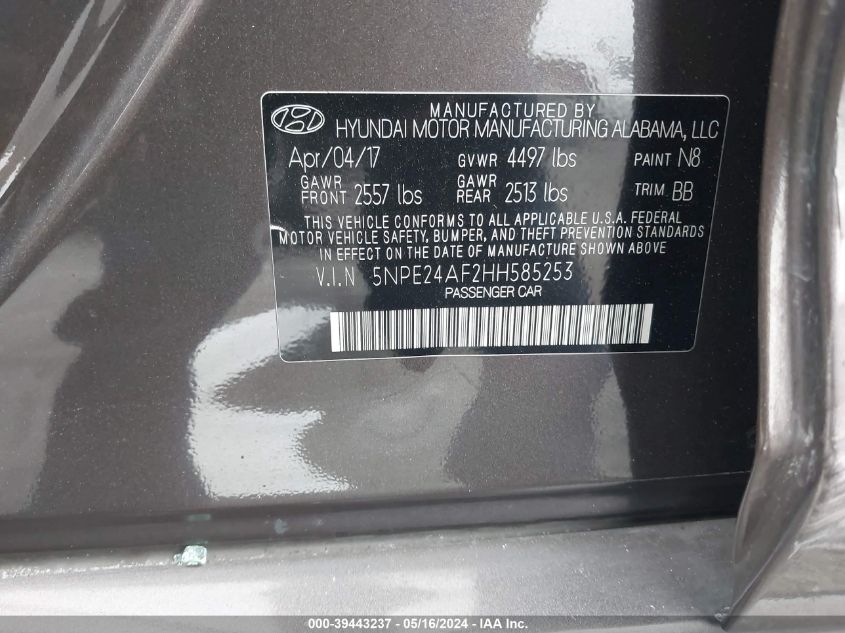 MANUFACTURED BY
HYUNDAI MOTOR MANUFACTURING ALABAMA, LLC
Apr/04/17 GVWR 4497 lbs PAINT N8
GAWR FRONT 2557 lbs GAWR REAR 2513 lbs TRIM BB
THIS VEHICLE CONFORMS TO ALL APPLICABLE U.S.A. FEDERAL
MOTOR VEHICLE SAFETY, BUMPER, AND THEFT PREVENTION STANDARDS
IN EFFECT ON THE DATE OF MANUFACTURE SHOWN ABOVE
V.I.N 5NPE24AF2HH585253
PASSENGER CAR
000-39443237 - 05/16/2024 - IAA Inc.